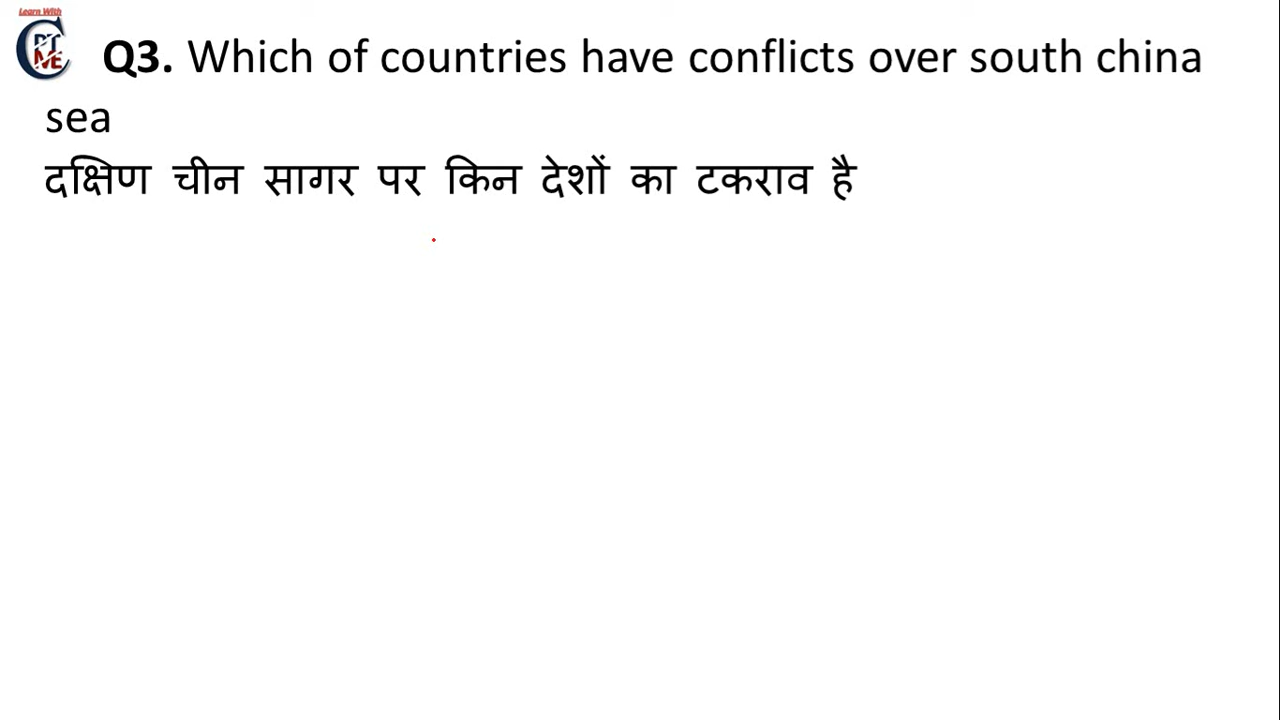 Learn With
Q3. Which of countries have conflicts over south china
sea
दक्षिण चीन सागर पर किन देशों का टकराव है